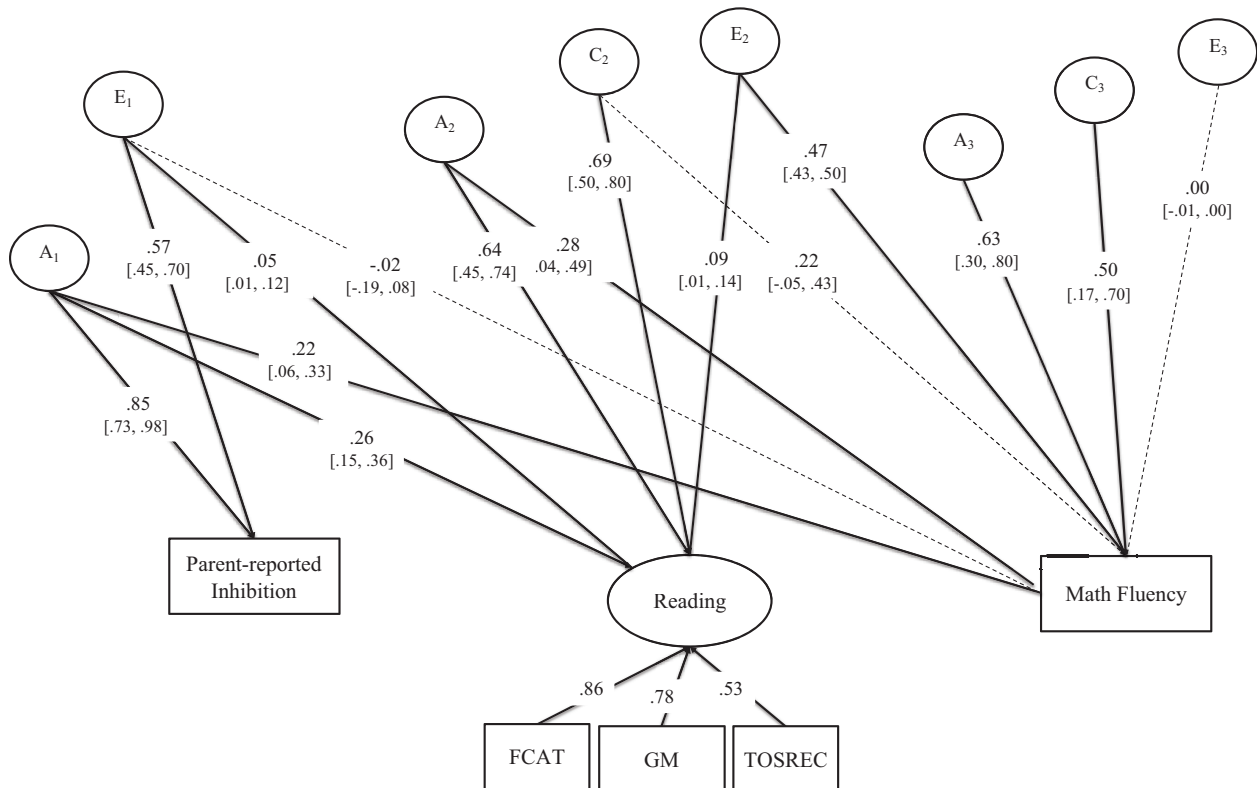 E3
C2
E2
C3
E1
A2
A3
.69
[.50, .80]
.47
[.43, .50]
.00
[-.01, .00]
A1
.57
[.45, .70]
.05
[.01, .12]
-.02
[-.19, .08]
.64
[.45, .74]
.28
.04, .49]
.09
[.01, .14]
.22
[-.05, .43]
.63
[.30, .80]
.50
[.17, .70]
.22
[.06, .33]
.85
[.73, .98]
.26
[.15, .36]
Parent-reported
Inhibition
Reading
Math Fluency
.86
.78
.53
FCAT
GM
TOSREC